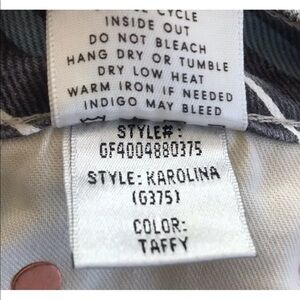 CYCLE
INSIDE OUT
DO NOT BLEACH
HANG DRY OR TUMBLE
DRY LOW HEAT
WARM IRON IF NEEDED
INDIGO MAY BLEED
STYLE#:
GF4004880375
STYLE: KAROLINA
(G375)
COLOR:
TAFFY